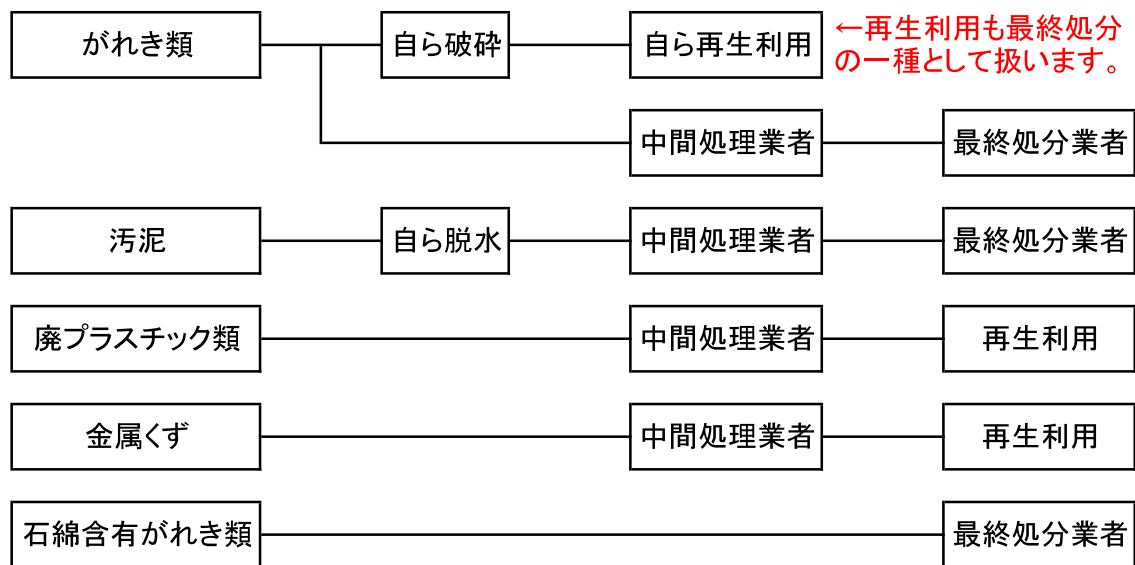 がれき類
自ら破砕
自ら再生利用
←再生利用も最終処分
の一種として扱います。
中間処理業者
最終処分業者
汚泥
自ら脱水
中間処理業者
最終処分業者
廃プラスチック類
中間処理業者
再生利用
金属くず
中間処理業者
再生利用
石綿含有がれき類
最終処分業者